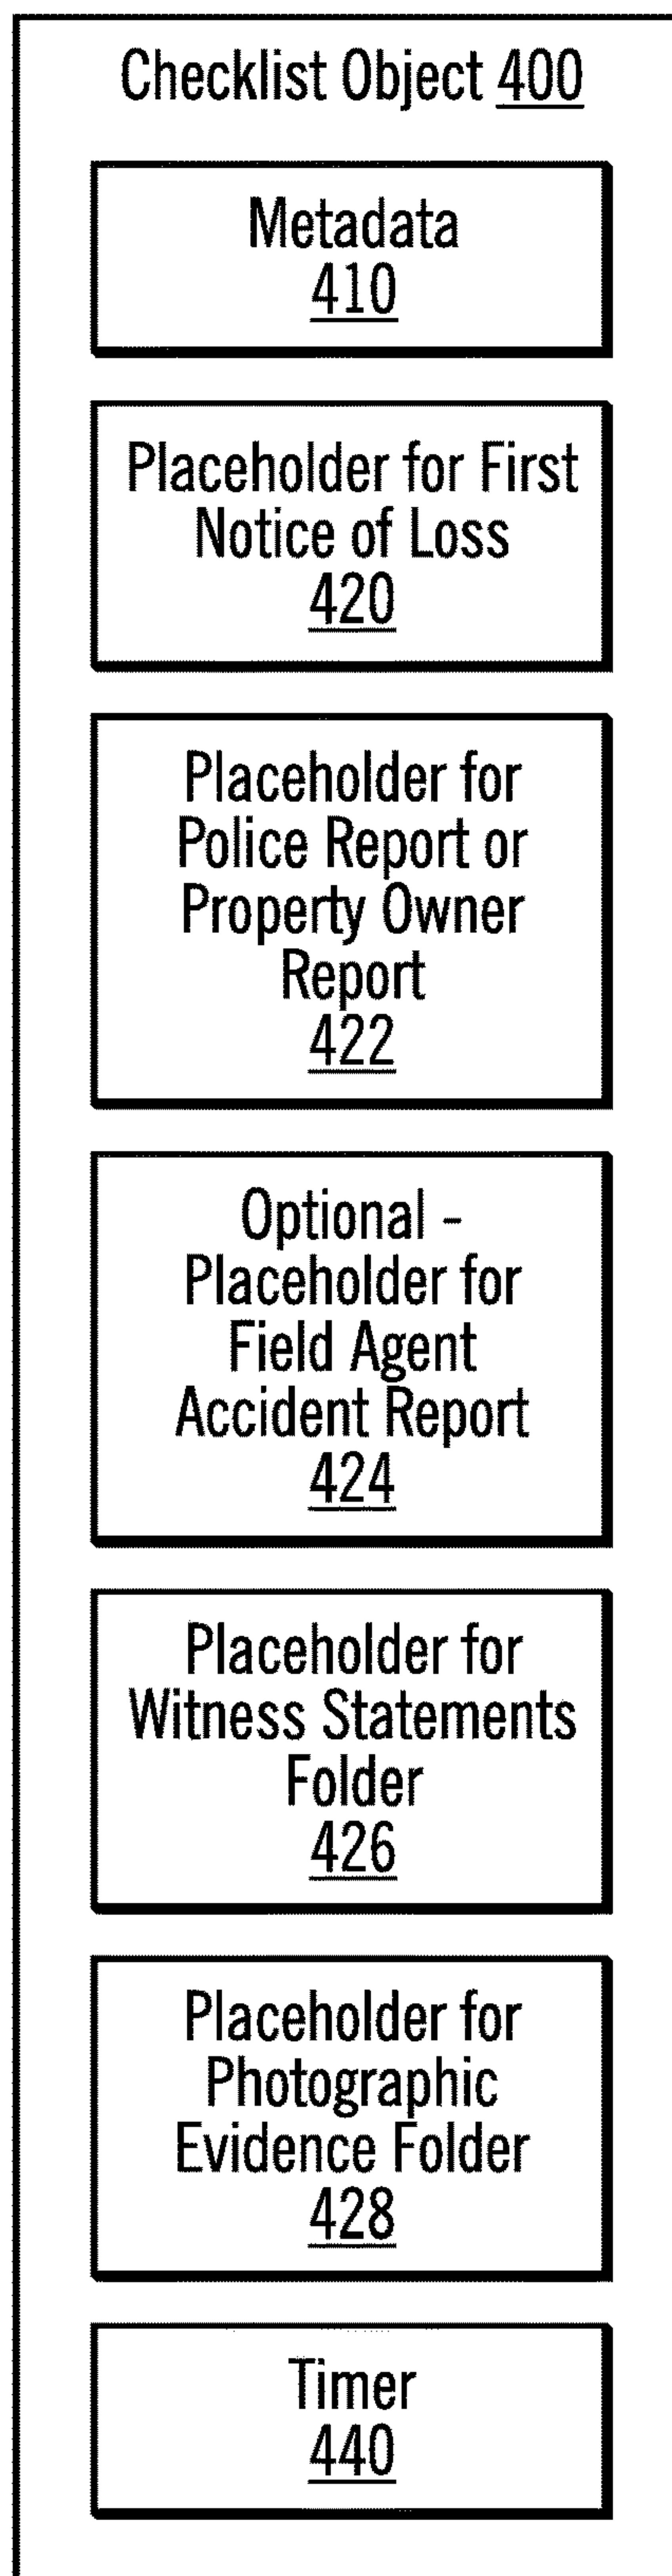 Checklist Object 400
Metadata
410
Placeholder for First
Notice of Loss
420
Placeholder for
Police Report or
Property Owner
Report
422
Optional -
Placeholder for
Field Agent
Accident Report
424
Placeholder for
Witness Statements
Folder
426
Placeholder for
Photographic
Evidence Folder
428
Timer
440